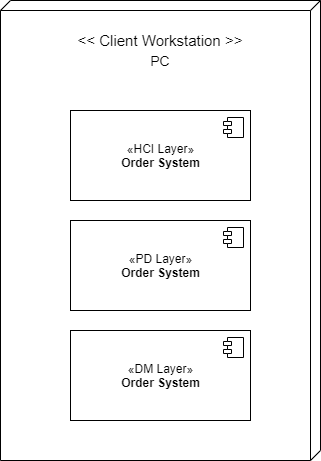 << Client Workstation >>
PC
«HCI Layer»
Order System
«PD Layer»
Order System
«DM Layer»
Order System